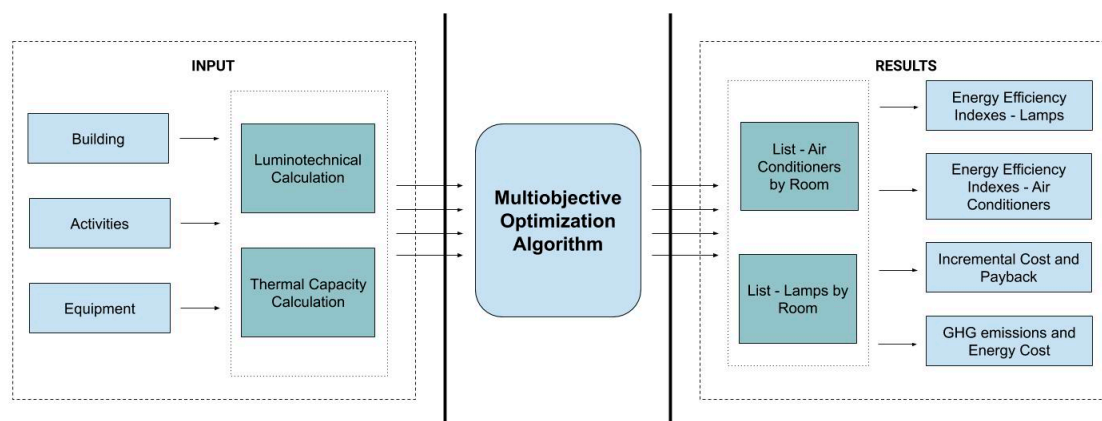 INPUT
Building
Activities
Equipment
Luminotechnical
Calculation
Thermal Capacity
Calculation
Multiobjective
Optimization
Algorithm
RESULTS
List - Air
Conditioners
by Room
List - Lamps by
Room
Energy Efficiency
Indexes - Lamps
Energy Efficiency
Indexes - Air
Conditioners
Incremental Cost and
Payback
GHG emissions and
Energy Cost